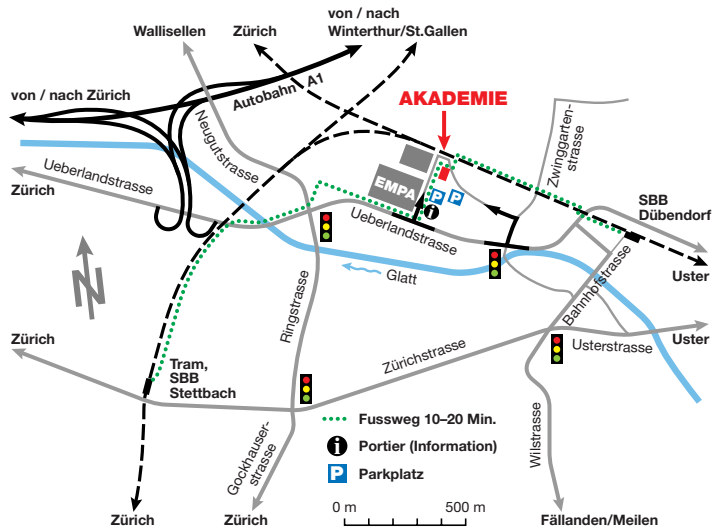 von / nach
Wallisellen
Zürich
Winterthur/St.Gallen
Autobahn A1
AKADEMIE
von / nach Zürich
Neugutstrasse
Zwinggarten-
strasse
Ueberlandstrasse
Zürich
EMPA
P
P
i
Ueberlandstrasse
SBB
Dübendorf
Glatt
Uster
N
Ringstrasse
Bahnhofstrasse
Zürich
Zürichstrasse
Usterstrasse
Uster
Tram,
SBB
Stettbach
Gockhauser-
strasse
Wilstrasse
Fussweg 10–20 Min.
i Portier (Information)
P Parkplatz
0 m 500 m
Zürich
Zürich
Fällanden/Meilen